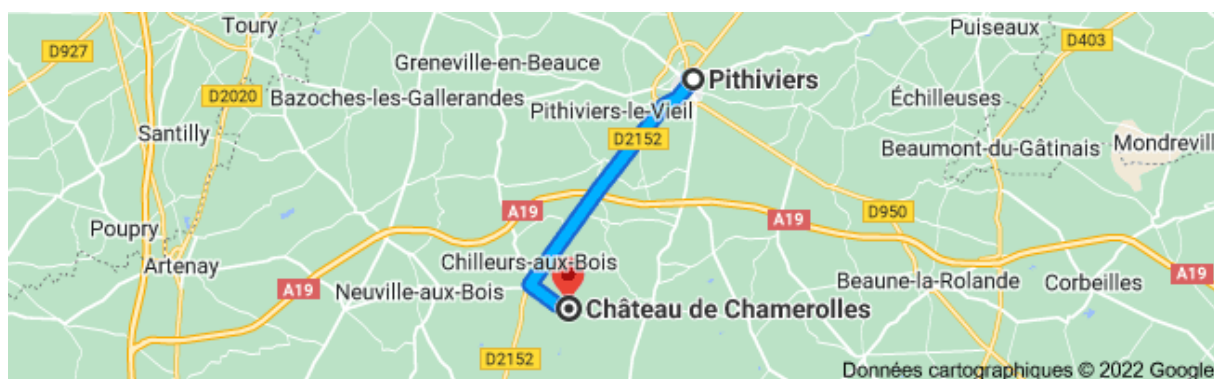 Toury
Puiseaux
D927
D403
Greneville-en-Beauce
Pithiviers
D2020
Bazoches-les-Gallerandes
Échilleuses
Pithiviers-le-Vieil
Santilly
D2152
Beaumont-du-Gâtinais
Mondrevill
A19
D950
A19
Poupry
Artenay
Chilleurs-aux-Bois
A19
Beaune-la-Rolande
Corbeilles
A19
Neuville-aux-Bois
Château de Chamerolles
D2152
Données cartographiques © 2022 Google